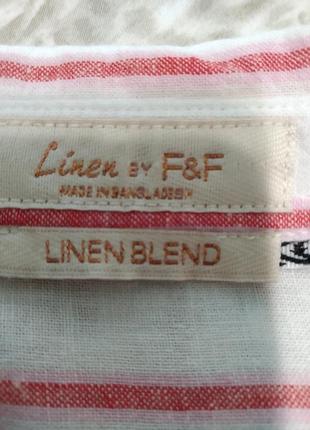 Linen BY F&F
MADE IN BANGLADESH
LINEN BLEND